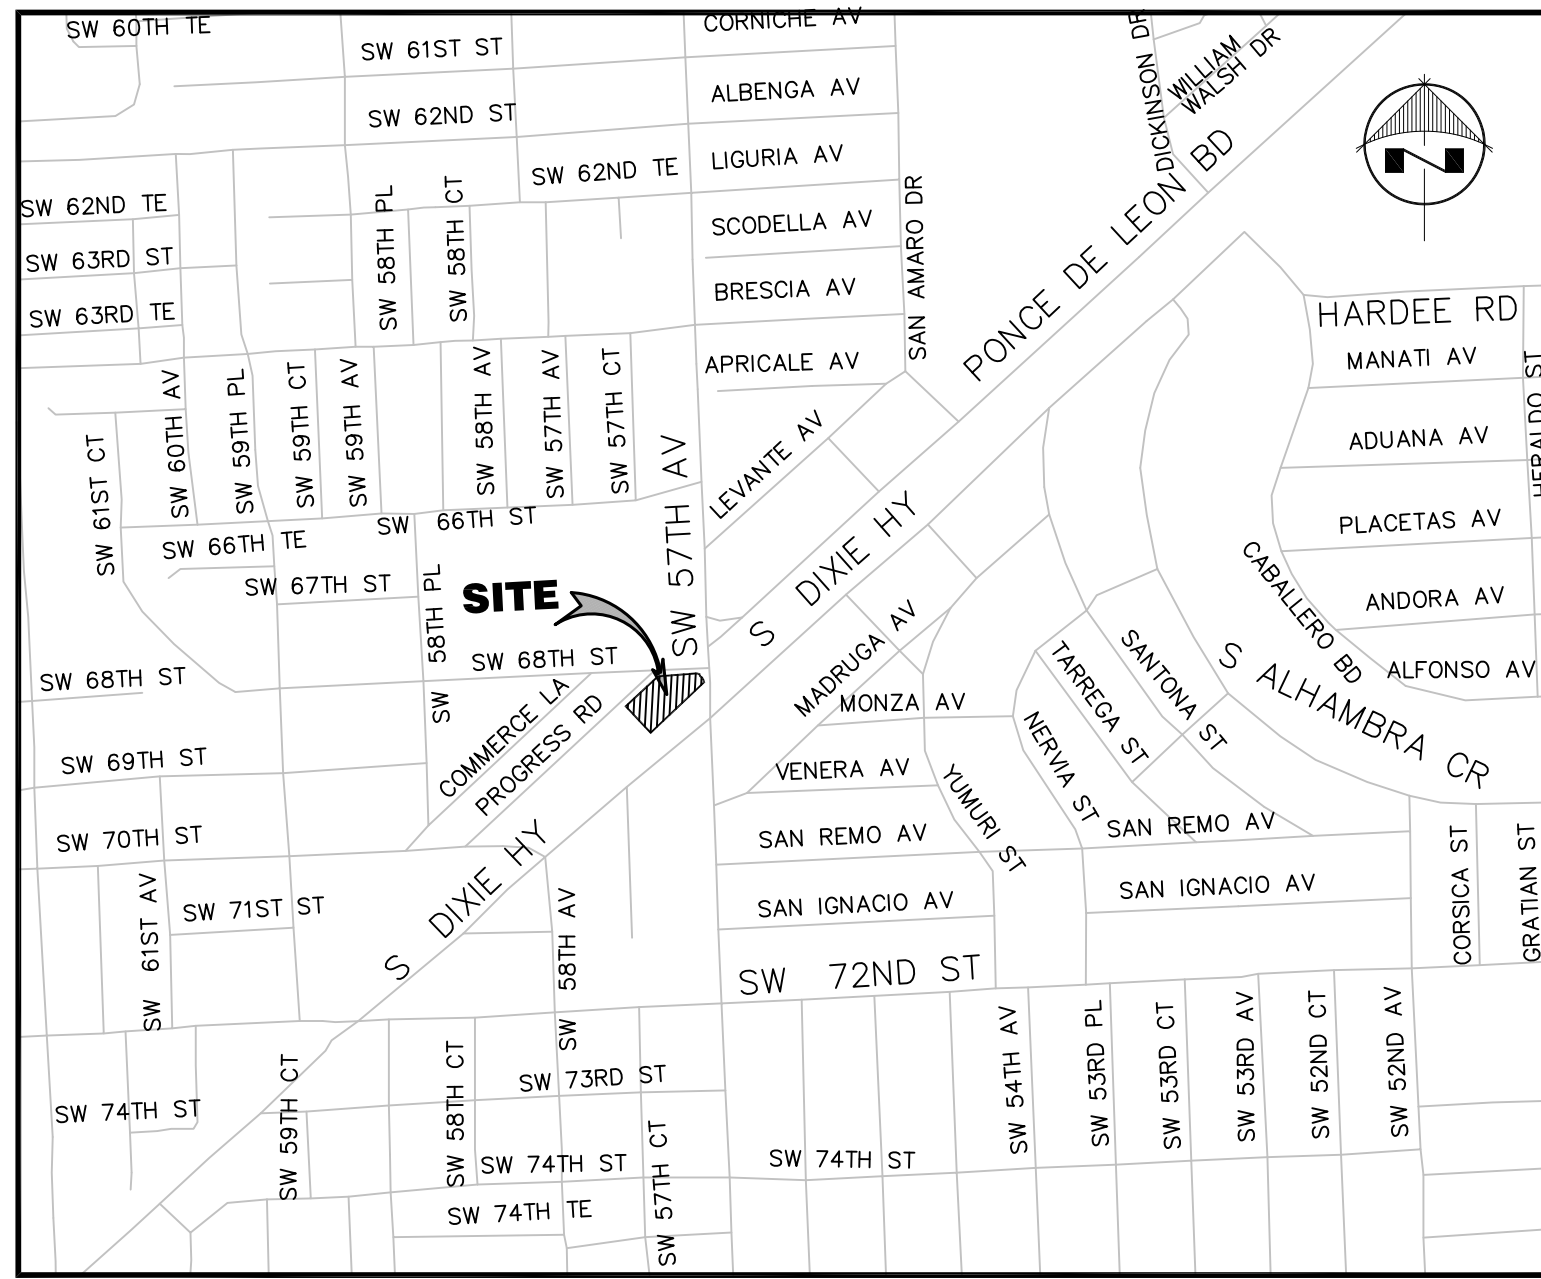 SW 60TH TE
CORNICHE AV
SW 61ST ST
DICKINSON DR
WILLIAM
WALSH DR
ALBENGA AV
SW 62ND ST
LIGURIA AV
SW 62ND TE
SW 62ND TE
SW 58TH PL
SW 58TH CT
SCODELLA AV
SAN AMARO DR
PONCE DE LEON BD
N
SW 63RD ST
BRESCIA AV
SW 63RD TE
HARDEE RD
MANATI AV
HERALDO ST
APRICALE AV
SW 60TH AV
SW 59TH PL
SW 59TH CT
SW 59TH AV
SW 58TH AV
SW 57TH AV
SW 57TH CT
SW 57TH AV
LEVANTE AV
SW 61ST CT
ADUANA AV
SW 66TH ST
PLACETAS AV
SW 66TH TE
SW 67TH ST
S DIXIE HY
CABALLERO BD
ANDORA AV
SITE
SW 58TH PL
SW 68TH ST
SW 68TH ST
MADRUGA AV
TARREGA ST
SANTONA ST
S ALHAMBRA CR
ALFONSO AV
MONZA AV
COMMERCE LA
PROGRESS RD
NERVIA ST
SW 69TH ST
VENERA AV
YUMURI ST
SW 70TH ST
SAN REMO AV
SAN REMO AV
CORSICA ST
GRATIAN ST
S DIXIE HY
SW 61ST AV
SW 71ST ST
SW 58TH AV
SAN IGNACIO AV
SAN IGNACIO AV
SW 72ND ST
SW 54TH AV
SW 53RD PL
SW 53RD CT
SW 53RD AV
SW 52ND CT
SW 52ND AV
SW 59TH CT
SW 58TH CT
SW 73RD ST
SW 74TH ST
SW 57TH CT
SW 74TH ST
SW 74TH ST
SW 74TH TE